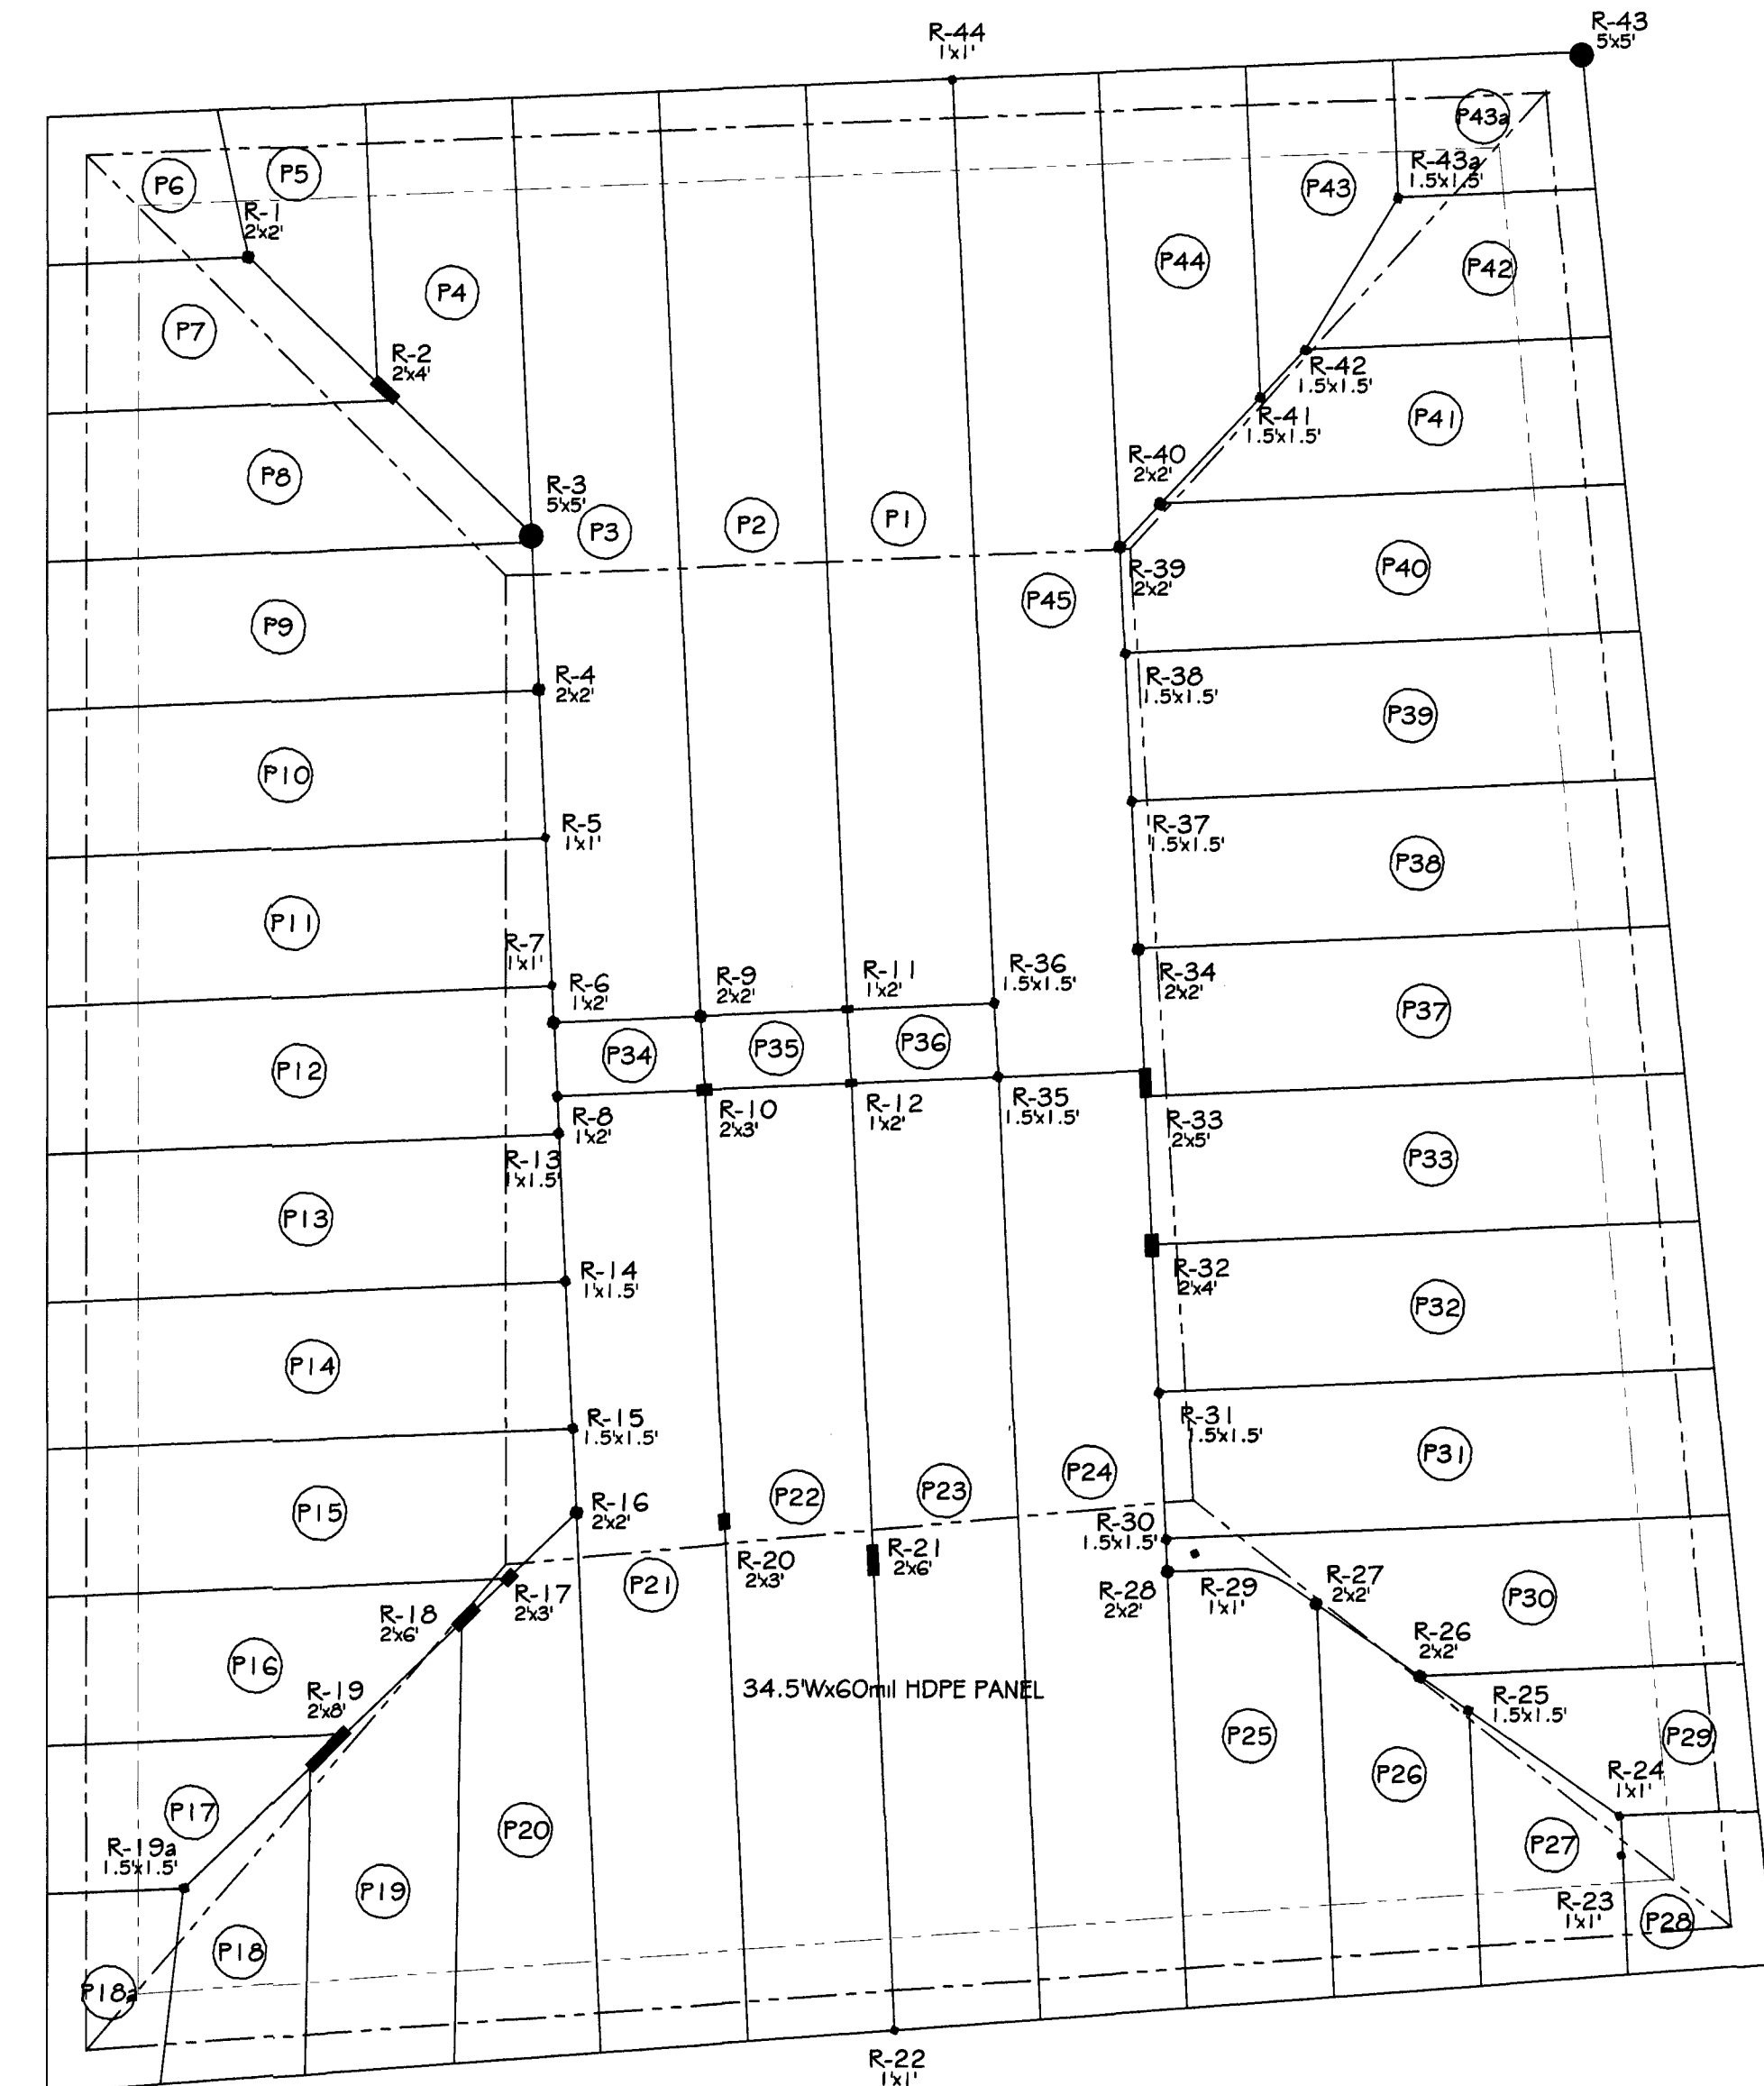 R-44
1'x1'
R-43
5'x5'
P43a
P6
P5
R-43a
1.5'x1.5'
P43
R-1
2'x2'
P44
P42
P4
P7
R-2
2'x4'
R-42
1.5'x1.5'
R-41
1.5'x1.5'
P41
R-40
2'x2'
P8
R-3
5'x5'
P3
P2
P1
R-39
2'x2'
P40
P45
P9
R-4
2'x2'
R-38
1.5'x1.5'
P39
P10
R-5
1'x1'
R-37
1.5'x1.5'
P38
P11
R-7
1'x1'
R-6
1'x2'
R-9
2'x2'
R-11
1'x2'
R-36
1.5'x1.5'
R-34
2'x2'
P37
P34
P35
P36
P12
R-8
1'x2'
R-10
2'x3'
R-12
1'x2'
R-35
1.5'x1.5'
R-33
2'x5'
P33
R-13
1'x1.5'
P13
R-14
1'x1.5'
R-32
2'x4'
P32
P14
R-15
1.5'x1.5'
R-31
1.5'x1.5'
P31
P24
P22
P23
P15
R-16
2'x2'
R-30
1.5'x1.5'
R-20
2'x3'
R-21
2'x6'
P21
R-17
2'x3'
R-28
2'x2'
R-29
1'x1'
R-27
2'x2'
P30
R-18
2'x6'
R-26
2'x2'
P16
R-19
2'x8'
34.5'Wx60mil HDPE PANEL
R-25
1.5'x1.5'
P25
P29
P26
R-24
1'x1'
P17
P20
R-19a
1.5'x1.5'
P27
P19
R-23
1'x1'
P28
P18
P18a
R-22
1'x1'